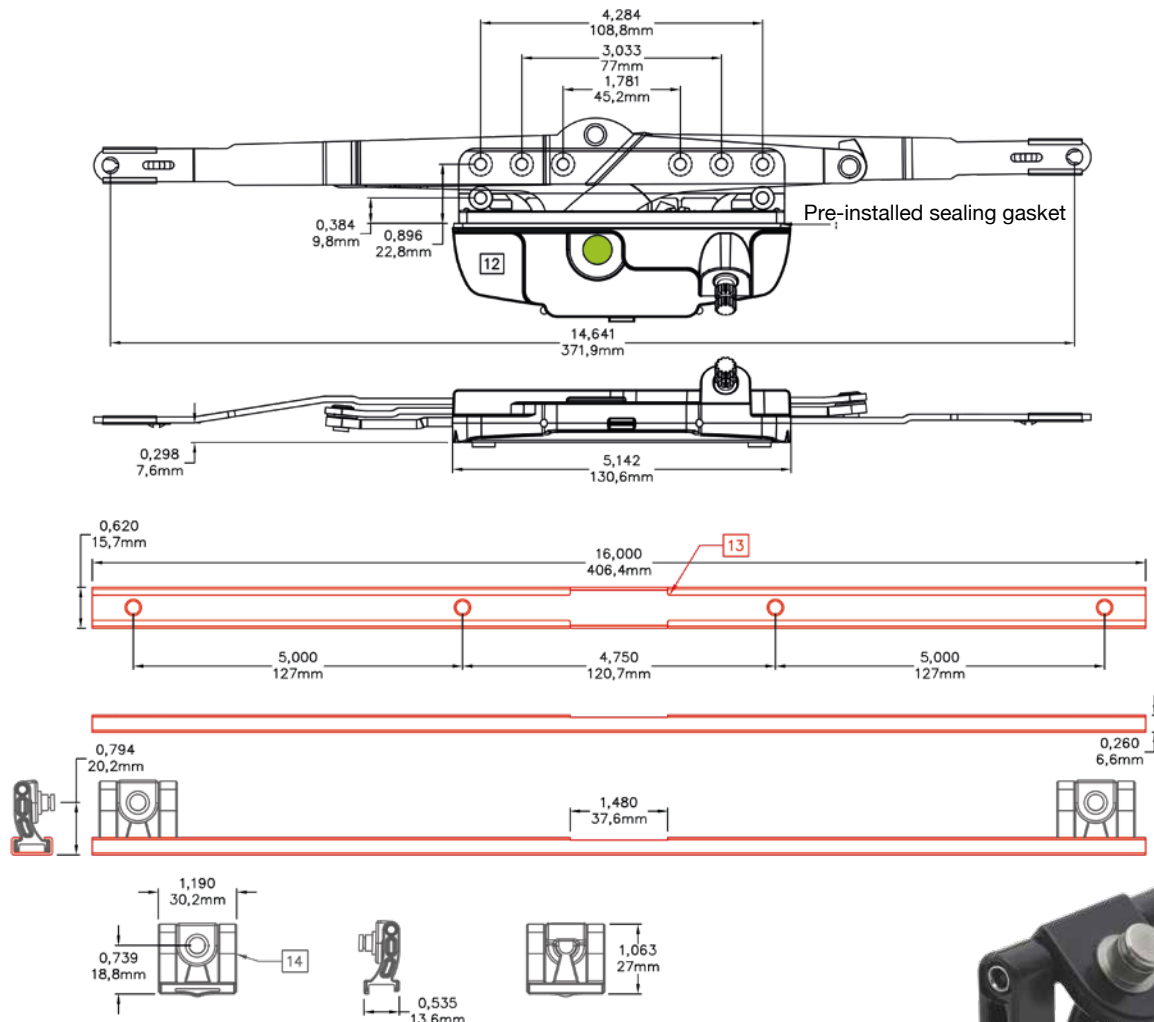 4,284
108,8mm
3,033
77mm
1,781
45,2mm
0,384
9,8mm
0,896
22,8mm
Pre-installed sealing gasket
12
14,641
371,9mm
0,298
7,6mm
5,142
130,6mm
0,620
15,7mm
16,000
406,4mm
13
5,000
127mm
4,750
120,7mm
5,000
127mm
0,794
20,2mm
0,260
6,6mm
1,480
37,6mm
1,190
30,2mm
0,739
18,8mm
14
0,535
13,6mm
1,063
27mm